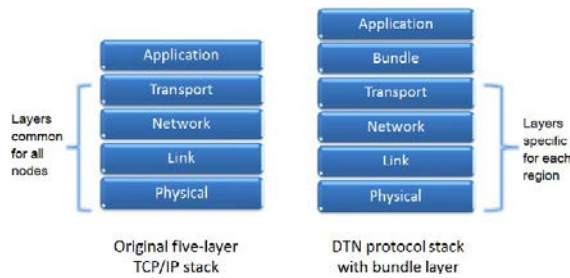 Application
Transport
Network
Link
Physical
Layers
common
for all
nodes
Original five-layer
TCP/IP stack
Application
Bundle
Transport
Network
Link
Physical
Layers
specific
for each
region
DTN protocol stack
with bundle layer